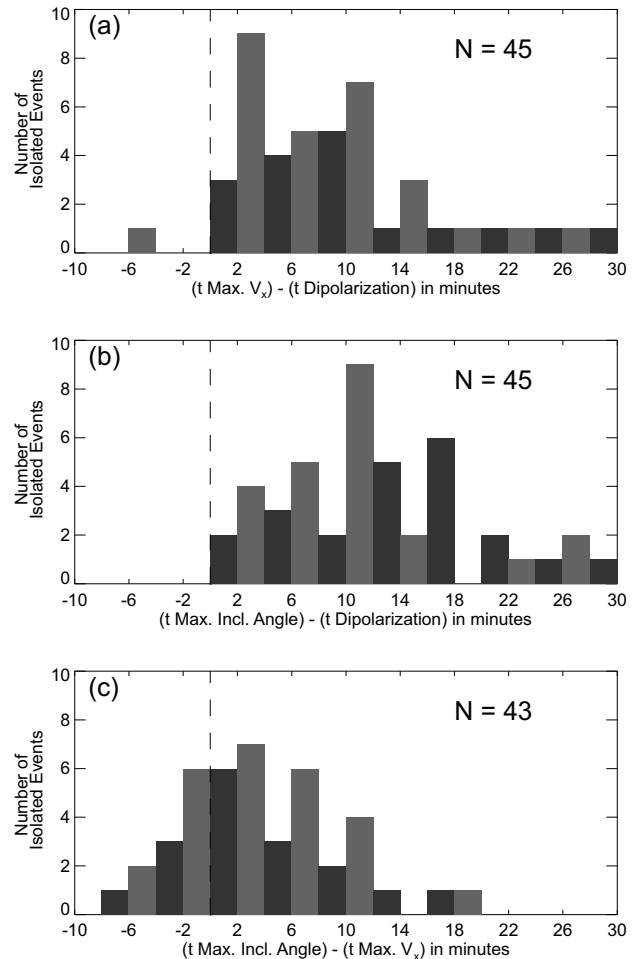 (a)
N = 45
10
8
6
4
2
0
Number of
Isolated Events
-10 -6 -2 2 6 10 14 18 22 26 30
(t Max. Vx) - (t Dipolarization) in minutes
(b)
N = 45
10
8
6
4
2
0
Number of
Isolated Events
-10 -6 -2 2 6 10 14 18 22 26 30
(t Max. Incl. Angle) - (t Dipolarization) in minutes
(c)
N = 43
10
8
6
4
2
0
Number of
Isolated Events
-10 -6 -2 2 6 10 14 18 22 26 30
(t Max. Incl. Angle) - (t Max. Vx) in minutes